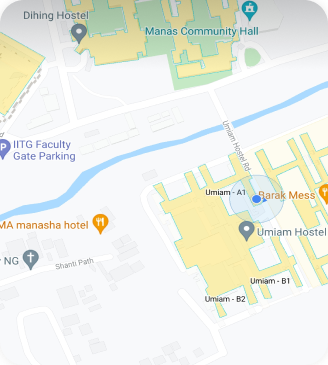 Dihing Hostel
Manas Community Hall
IITG Faculty
Gate Parking
Umiam Hostel Rd
Umiam - A1
Barak Mess
MA manasha hotel
Umiam Hostel
NG
Shanti Path
Umiam - B1
Umiam - B2